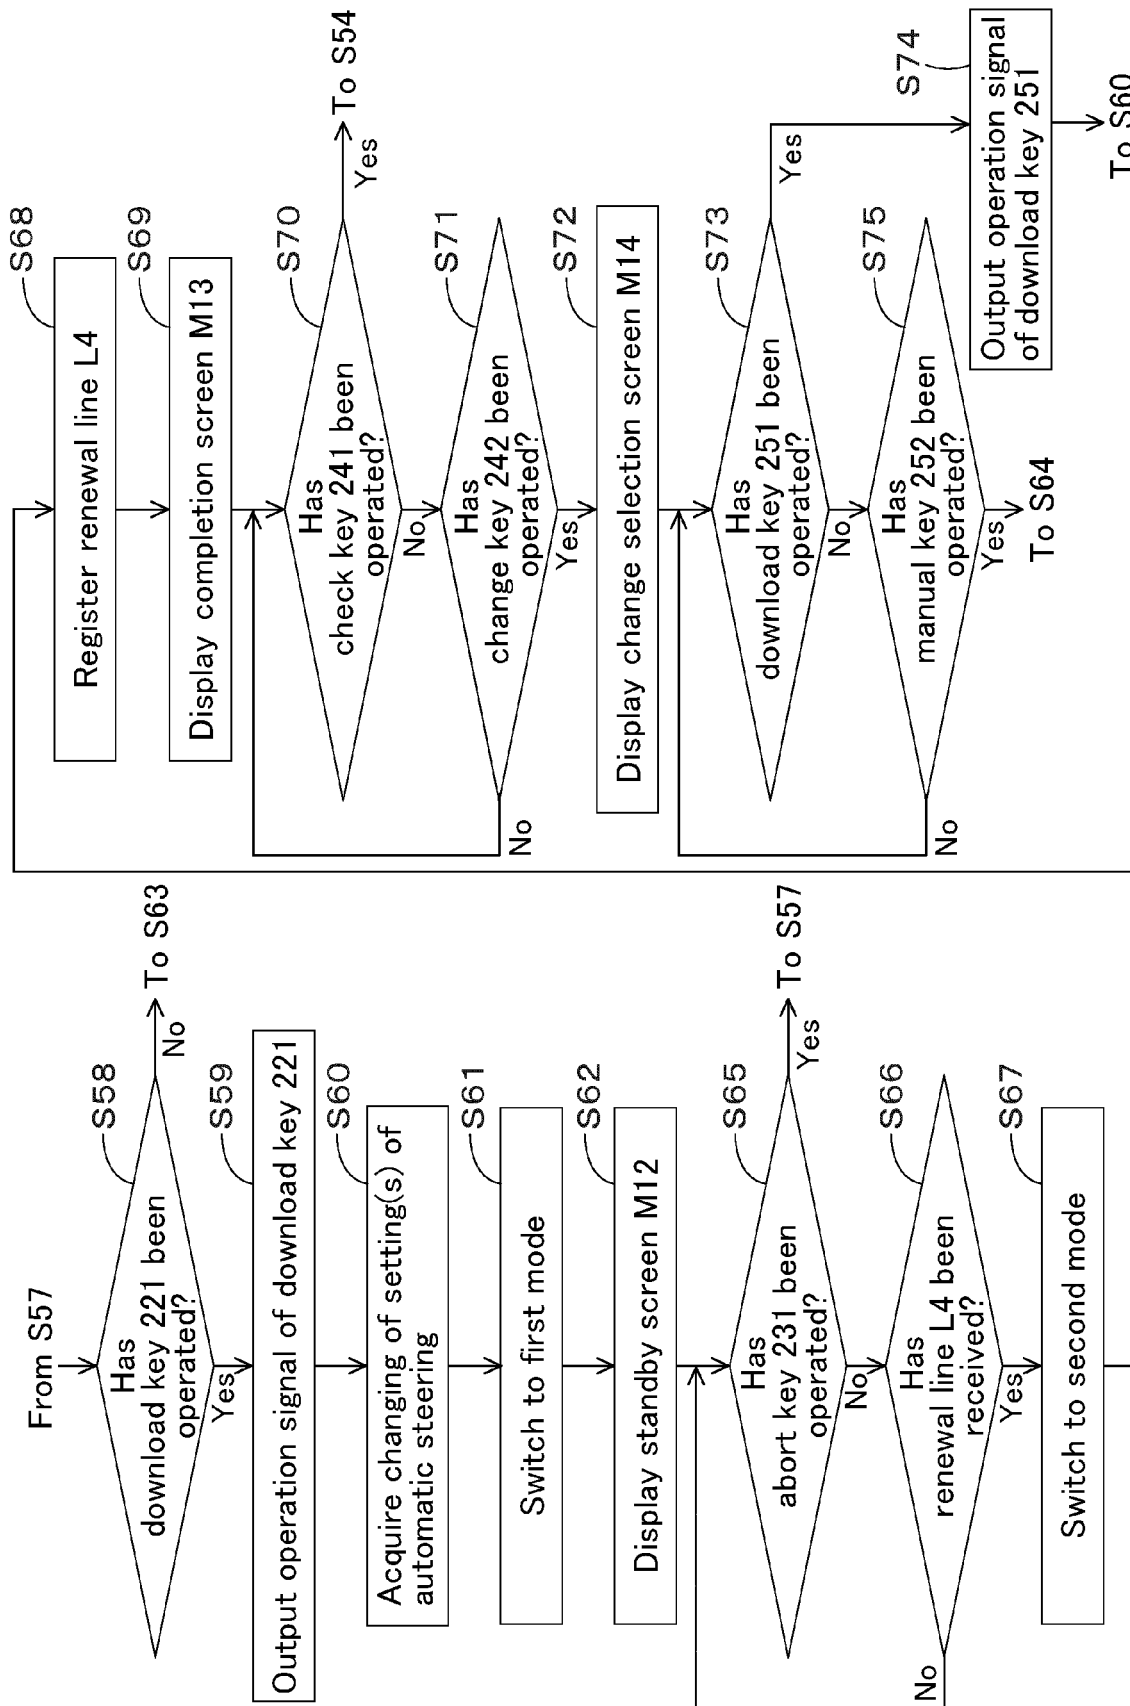 From S57
S58
Has
download key 221 been
operated?
No
To S63
Yes
S59
Output operation signal of download key 221
S60
Acquire changing of setting(s) of
automatic steering
S61
Switch to first mode
S62
Display standby screen M12
S65
Has
abort key 231 been
operated?
Yes
To S57
No
S66
Has
renewal line L4 been
received?
No
Yes
S67
Switch to second mode
S68
Register renewal line L4
S69
Display completion screen M13
S70
Has
check key 241 been
operated?
Yes
To S54
No
S71
Has
change key 242 been
operated?
No
Yes
S72
Display change selection screen M14
S73
Has
download key 251 been
operated?
Yes
No
S74
Output operation signal
of download key 251
To S60
S75
Has
manual key 252 been
operated?
No
Yes
To S64